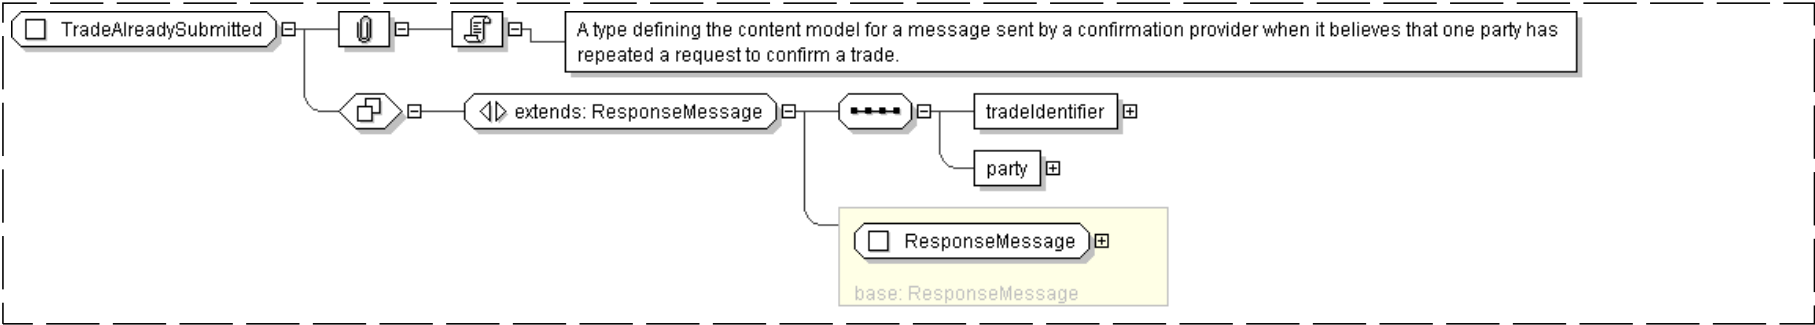 TradeAlreadySubmitted
A type defining the content model for a message sent by a confirmation provider when it believes that one party has
repeated a request to confirm a trade.
extends: ResponseMessage
tradeIdentifier
party
ResponseMessage
base: ResponseMessage